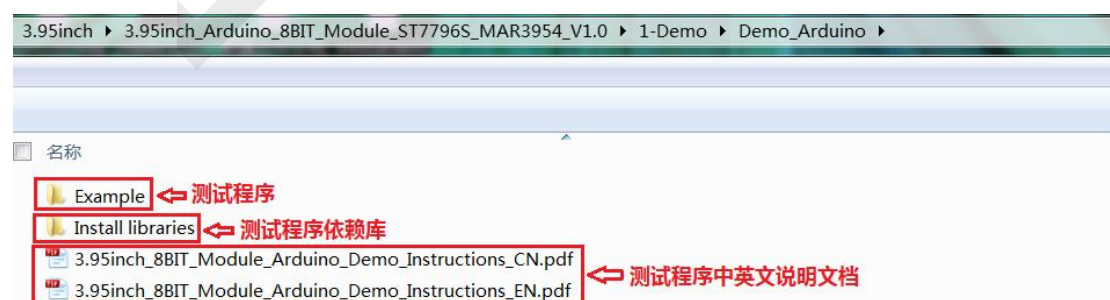 3.95inch ▸ 3.95inch_Arduino_8BIT_Module_ST7796S_MAR3954_V1.0 ▸ 1-Demo ▸ Demo_Arduino ▸
名称
Example 测试程序
Install libraries 测试程序依赖库
3.95inch_8BIT_Module_Arduino_Demo_Instructions_CN.pdf
测试程序中英文说明文档
3.95inch_8BIT_Module_Arduino_Demo_Instructions_EN.pdf